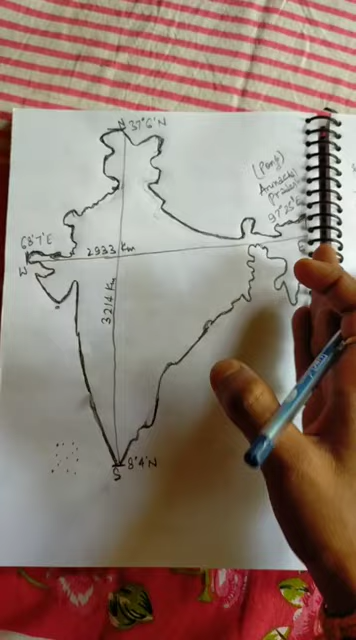 N 37°6'N
(Pang)
Arunachal
Pradesh
97°25'E
68°7'E
W
2933 Km
3214 Km
S 8°4'N